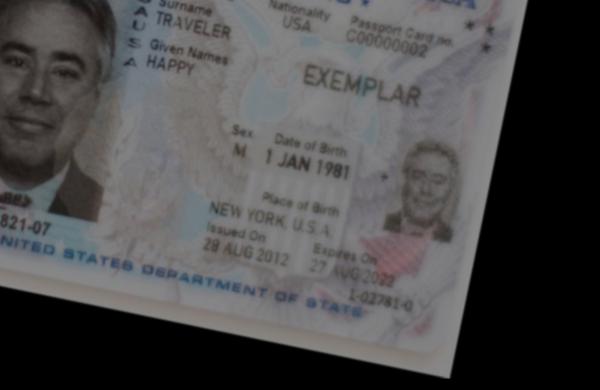 Surname
TRAVELER
Nationality
USA
Passport Card no.
C00000002
Given Names
HAPPY
USA
EXEMPLAR
Sex
M
Date of Birth
1 JAN 1981
Place of Birth
NEW YORK, U.S.A.
Issued On
28 AUG 2012
Expires On
27 AUG 2022
821-07
1-02781-0
UNITED STATES DEPARTMENT OF STATE